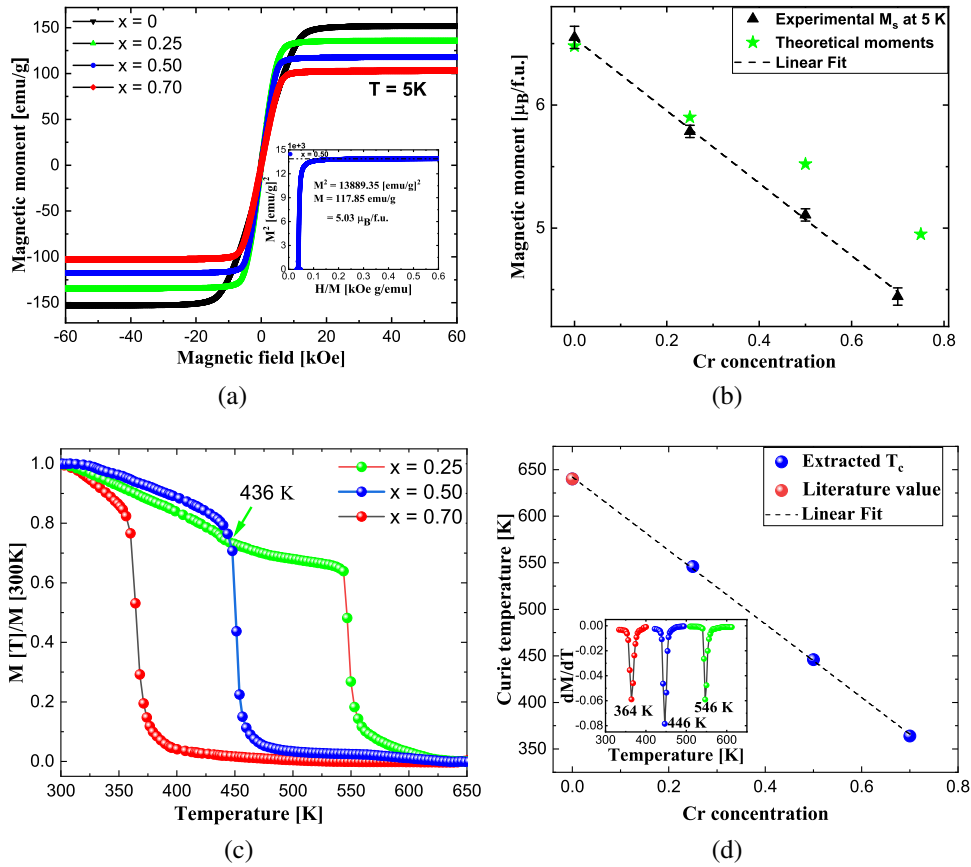 (a)
x = 0
x = 0.25
x = 0.50
x = 0.70
T = 5K
Magnetic moment [emu/g]
150
100
50
0
-50
-100
-150
-60 -40 -20 0 20 40 60
Magnetic field [kOe]
1e+3
x = 0.50
M² = 13889.35 [emu/g]²
M = 117.85 emu/g
= 5.03 μB/f.u.
M² [emu/g]²
15
12
9
6
3
0
0.0 0.1 0.2 0.3 0.4 0.5 0.6
H/M [kOe g/emu]
(a)
Experimental Ms at 5 K
Theoretical moments
Linear Fit
Magnetic moment [μB/f.u.]
6
5
0.0 0.2 0.4 0.6 0.8
Cr concentration
(b)
x = 0.25
x = 0.50
x = 0.70
436 K
M [T]/M [300K]
1.0
0.8
0.6
0.4
0.2
0.0
300 350 400 450 500 550 600 650
Temperature [K]
(c)
Extracted Tc
Literature value
Linear Fit
Curie temperature [K]
650
600
550
500
450
400
350
0.0 0.2 0.4 0.6 0.8
Cr concentration
dM/dT
0.00
-0.02
-0.04
-0.06
-0.08
364 K
446 K
546 K
300 400 500 600
Temperature [K]
(d)